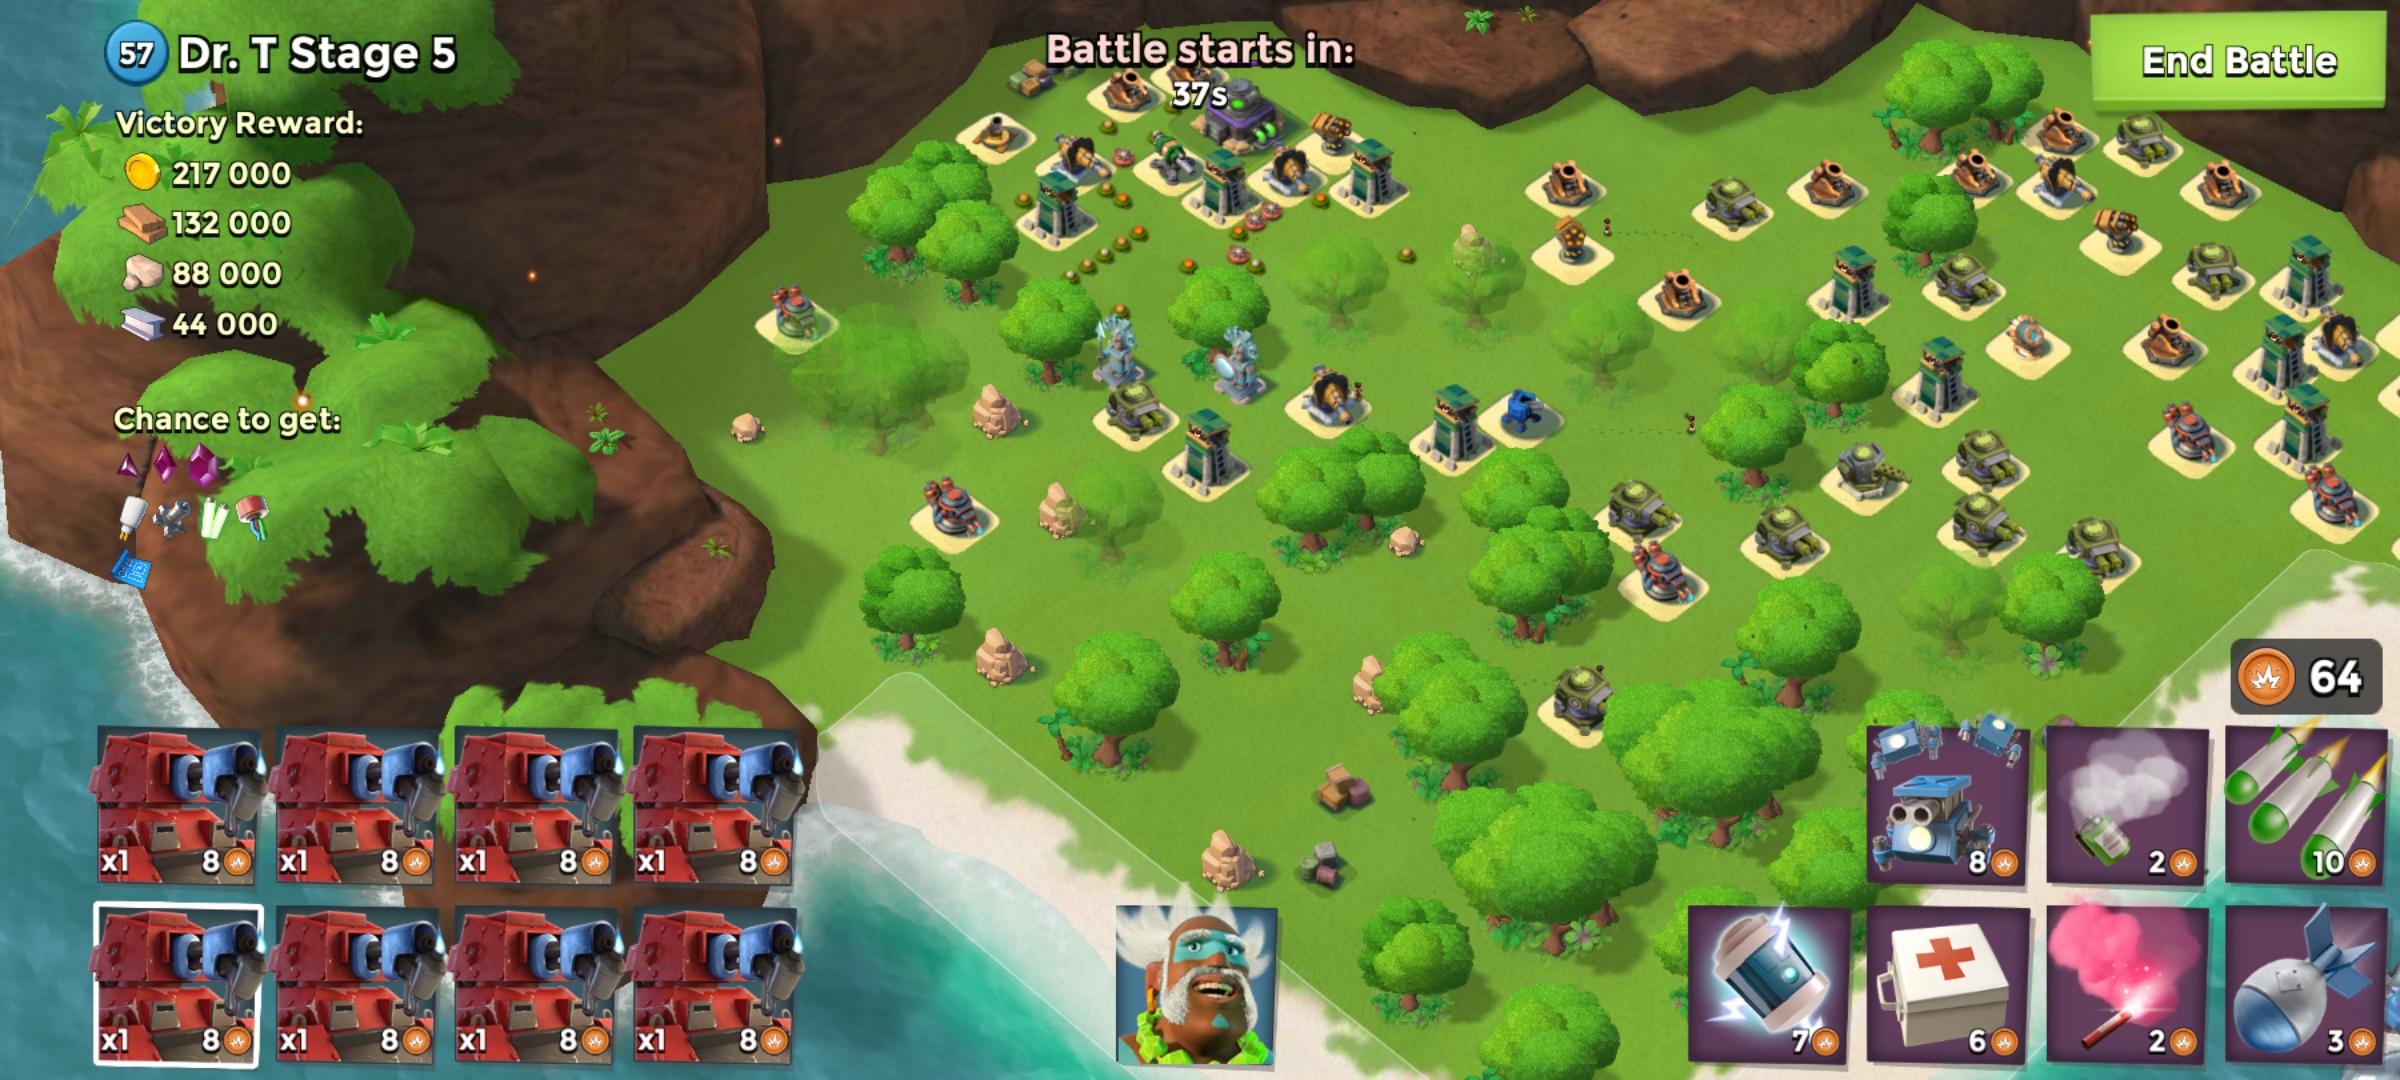 57 Dr. T Stage 5
Battle starts in:
37s
End Battle
Victory Reward:
217 000
132 000
88 000
44 000
Chance to get:
64
x1 8 x1 8 x1 8 x1 8
8 2 10
x1 8 x1 8 x1 8 x1 8
7 6 2 3